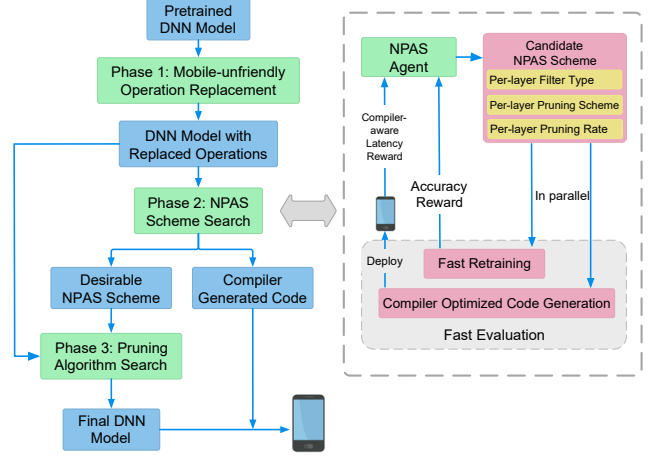 Pretrained
DNN Model
Phase 1: Mobile-unfriendly
Operation Replacement
DNN Model with
Replaced Operations
Phase 2: NPAS
Scheme Search
Desirable
NPAS Scheme
Compiler
Generated Code
Phase 3: Pruning
Algorithm Search
Final DNN
Model
NPAS
Agent
Candidate
NPAS Scheme
Per-layer Filter Type
Per-layer Pruning Scheme
Per-layer Pruning Rate
Compiler-
aware
Latency
Reward
Accuracy
Reward
In parallel
Deploy
Fast Retraining
Compiler Optimized Code Generation
Fast Evaluation